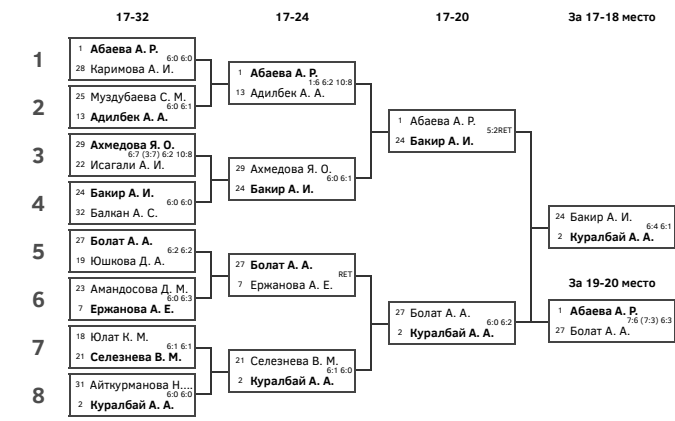 17-32
17-24
17-20
За 17-18 место
1
1 Абаева А. Р.
6:0 6:0
28 Каримова А. И.
2
25 Муздубаева С. М.
6:0 6:1
13 Адилбек А. А.
3
29 Ахмедова Я. О.
6:7 (3:7) 6:2 10:8
22 Исагали А. И.
4
24 Бакир А. И.
6:0 6:0
32 Балкан А. С.
5
27 Болат А. А.
6:2 6:2
19 Юшкова Д. А.
6
23 Амандосова Д. М.
6:0 6:3
7 Ержанова А. Е.
7
18 Юлат К. М.
6:1 6:1
21 Селезнева В. М.
8
31 Айткурманова Н....
6:0 6:0
2 Куралбай А. А.
1 Абаева А. Р.
1:6 6:2 10:8
13 Адилбек А. А.
29 Ахмедова Я. О.
6:0 6:1
24 Бакир А. И.
27 Болат А. А.
RET
7 Ержанова А. Е.
21 Селезнева В. М.
6:1 6:0
2 Куралбай А. А.
1 Абаева А. Р.
5:2RET
24 Бакир А. И.
27 Болат А. А.
6:0 6:2
2 Куралбай А. А.
24 Бакир А. И.
6:4 6:1
2 Куралбай А. А.
За 19-20 место
1 Абаева А. Р.
7:6 (7:3) 6:3
27 Болат А. А.